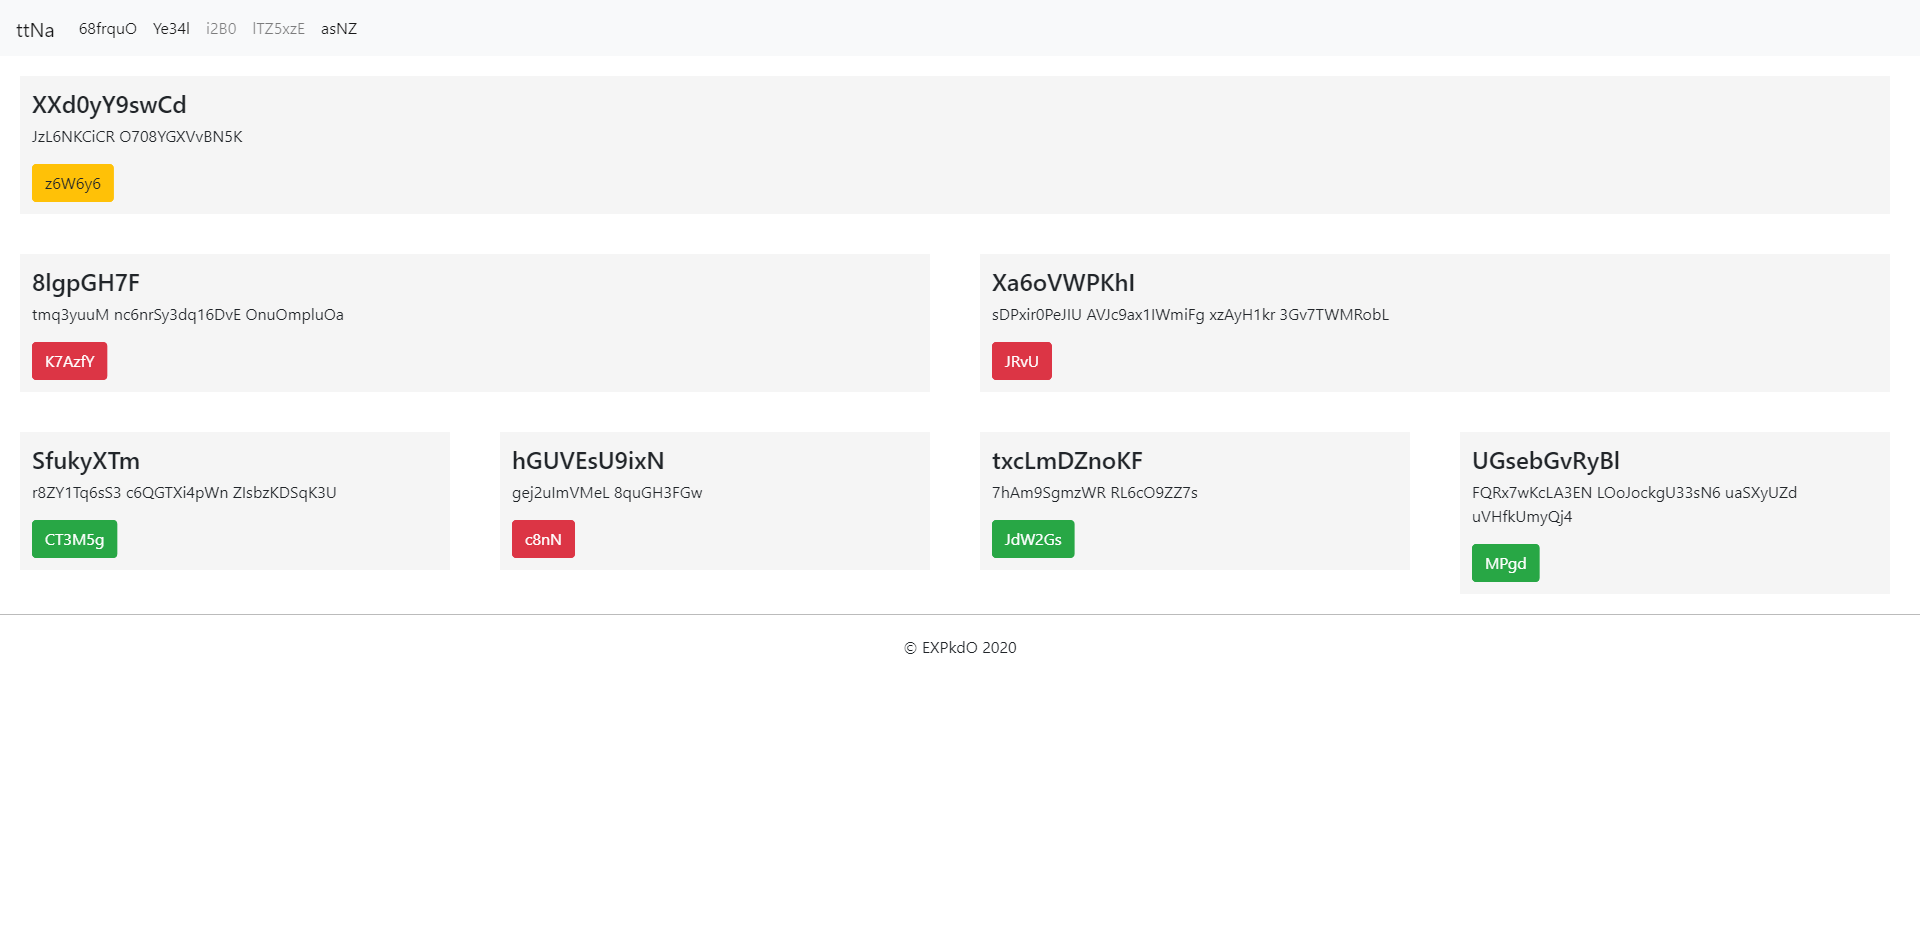 ttNa 68frquO Ye34l i2B0 lTZ5xzE asNZ
XXd0yY9swCd
JzL6NKCiCR O708YGXVvBN5K
z6W6y6
8lgpGH7F
tmq3yuuM nc6nrSy3dq16DvE OnuOmpluOa
K7AzfY
Xa6oVWPKhI
sDPxir0PeJIU AVJc9ax1IWmiFg xzAyH1kr 3Gv7TWMRobL
JRvU
SfukyXTm
r8ZY1Tq6sS3 c6QGTXi4pWn ZIsbzKDSqK3U
CT3M5g
hGUVEsU9ixN
gej2uImVMeL 8quGH3FGw
c8nN
txcLmDZnoKF
7hAm9SgmzWR RL6cO9ZZ7s
JdW2Gs
UGsebGvRyBl
FQRx7wKcLA3EN LOoJockgU33sN6 uaSXyUZd
uVHfkUmyQj4
MPgd
© EXPkdO 2020